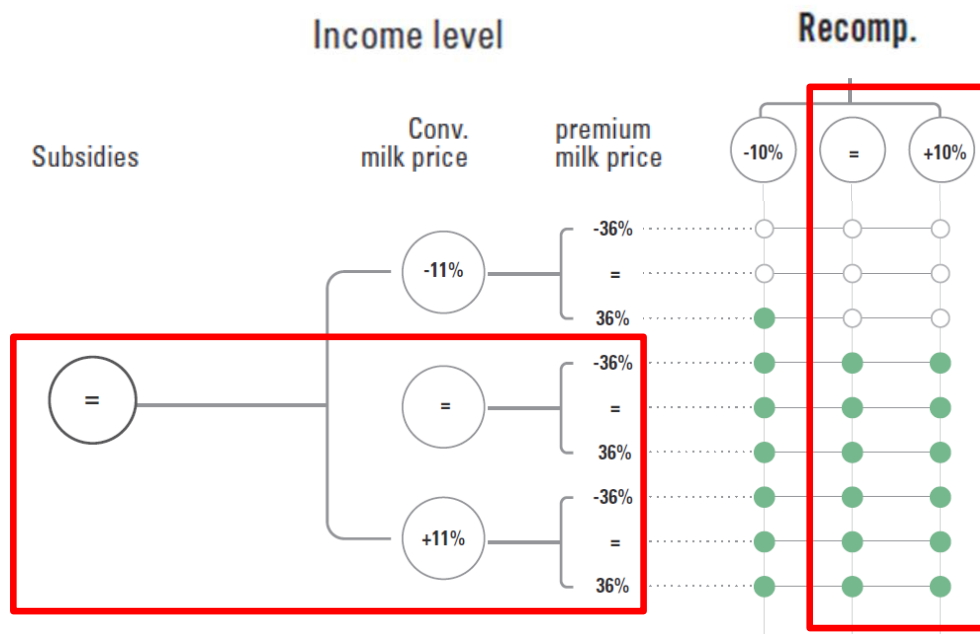 Income level
Recomp.
Subsidies
Conv.
milk price
premium
milk price
-10%
=
+10%
-36%
-11%
=
36%
-36%
=
=
=
36%
-36%
+11%
=
36%